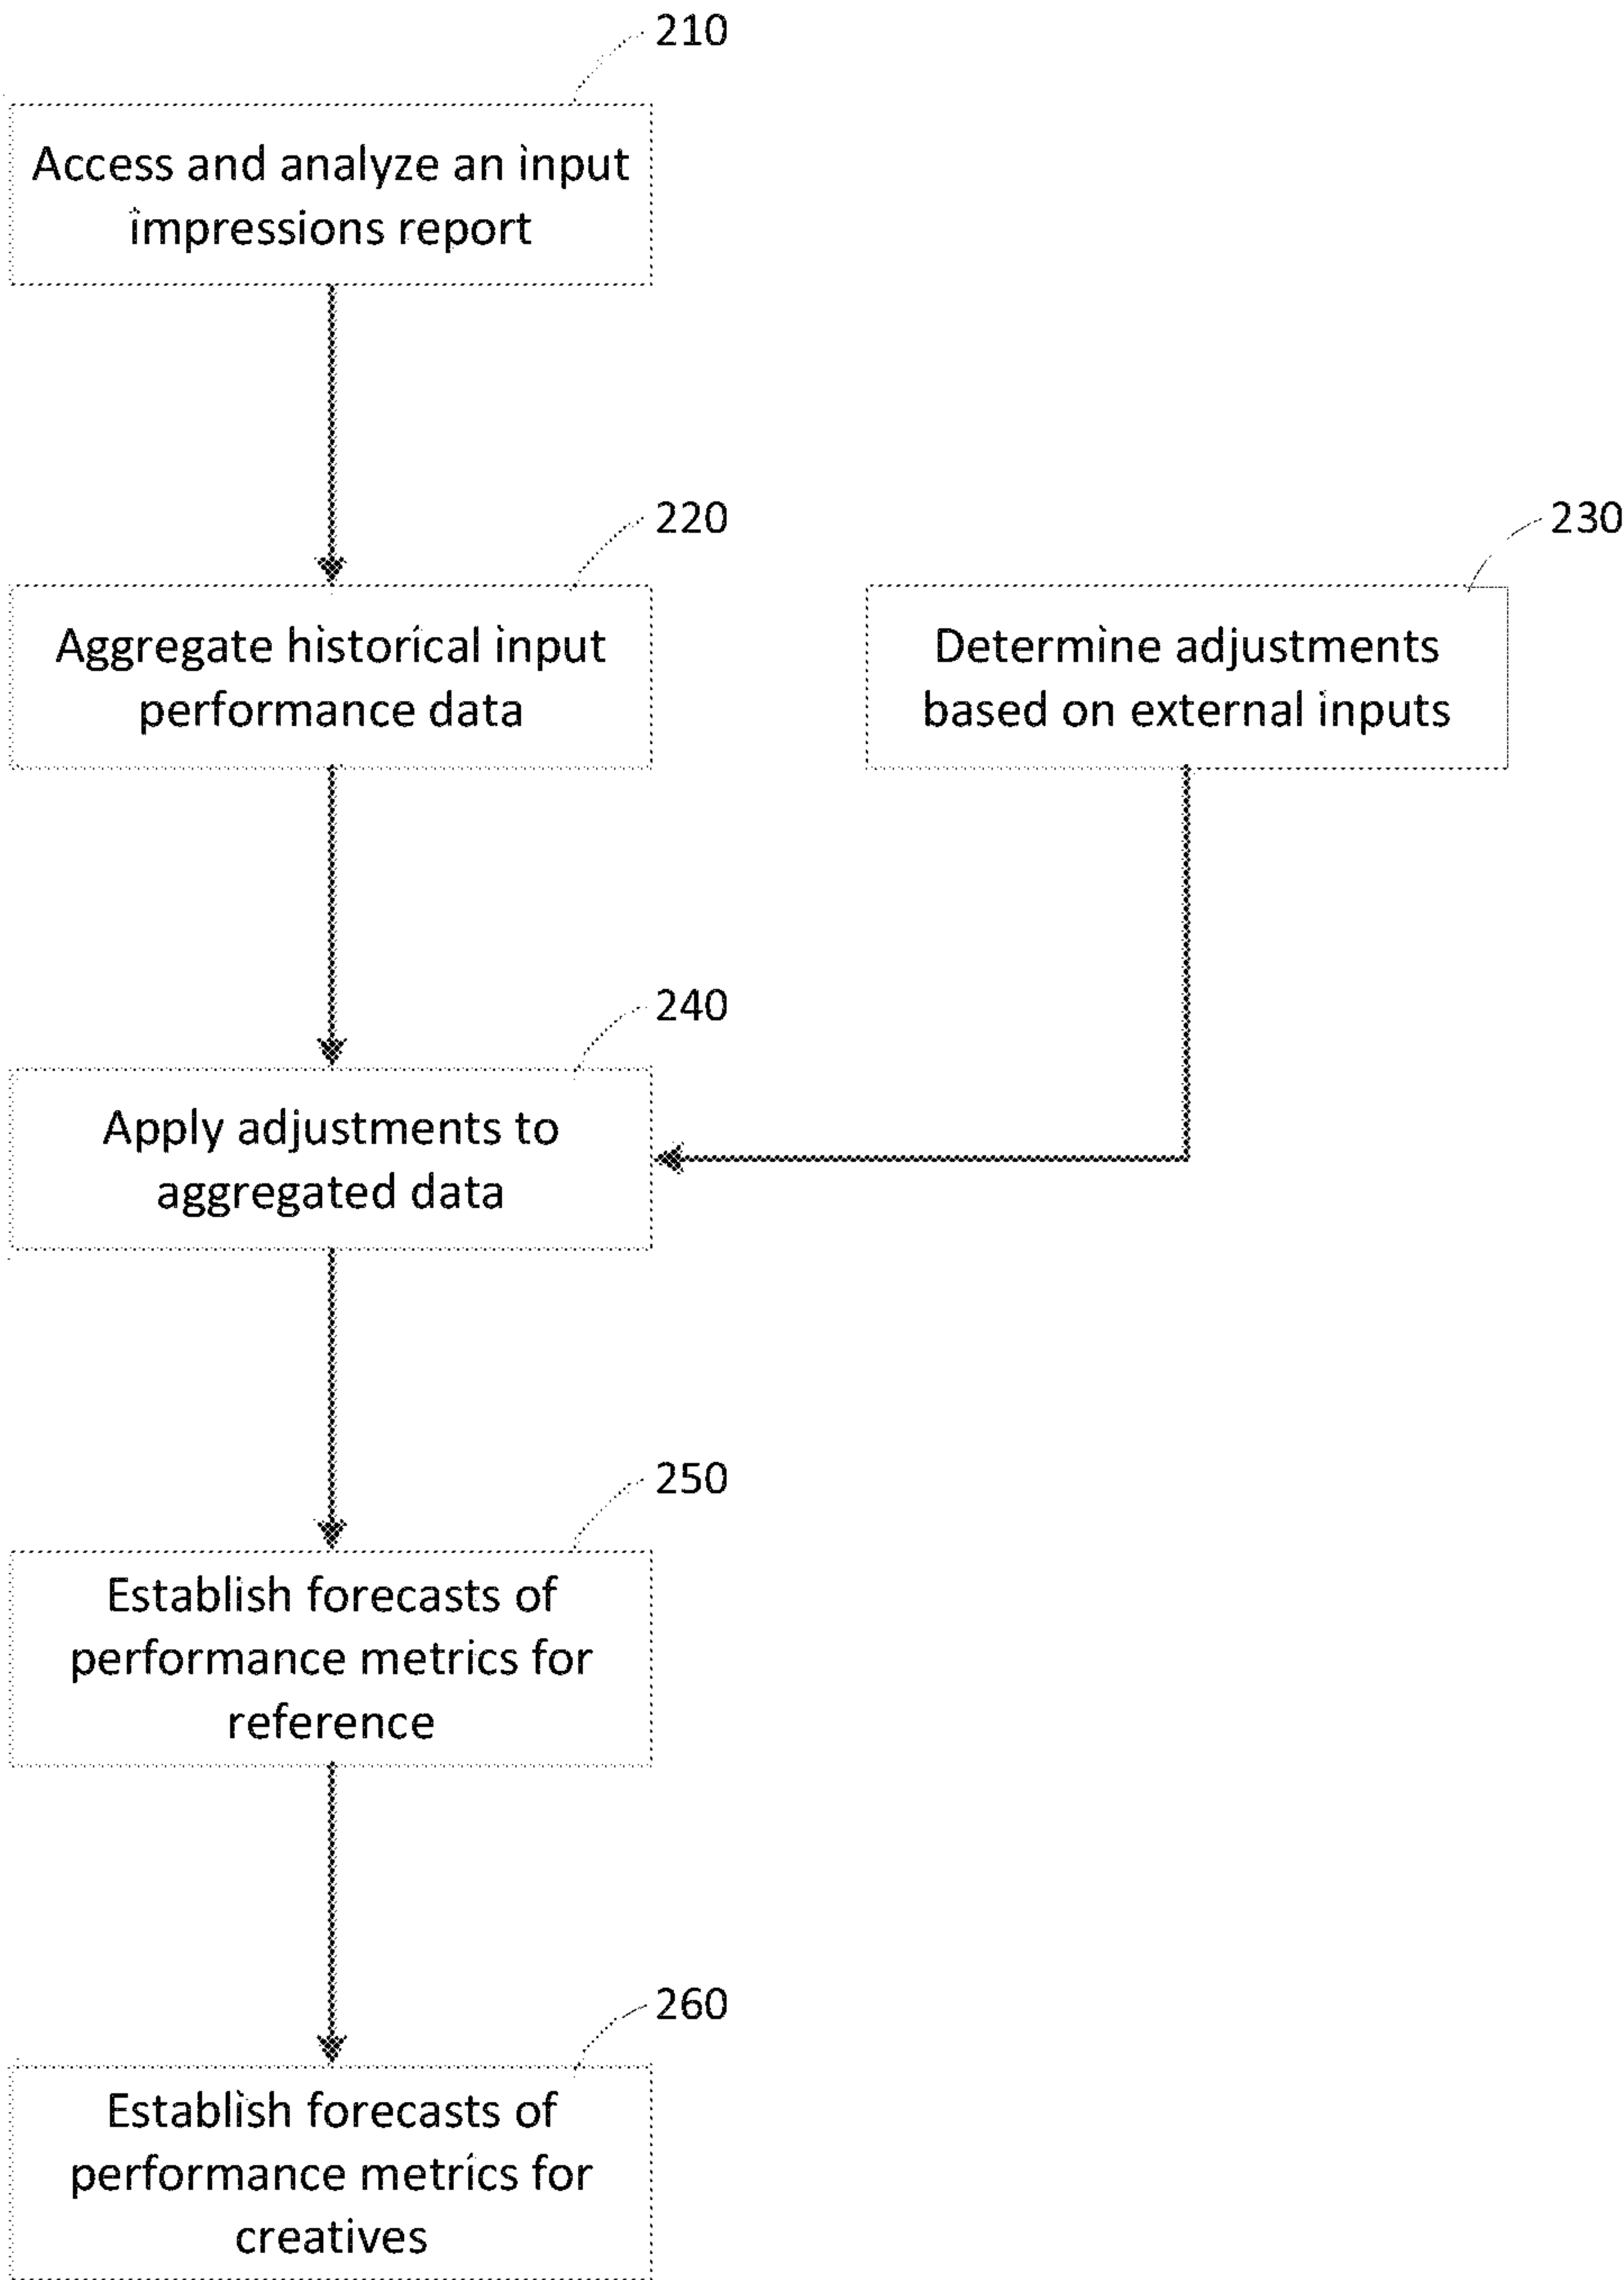 210
Access and analyze an input
impressions report
220
Aggregate historical input
performance data
230
Determine adjustments
based on external inputs
240
Apply adjustments to
aggregated data
250
Establish forecasts of
performance metrics for
reference
260
Establish forecasts of
performance metrics for
creatives